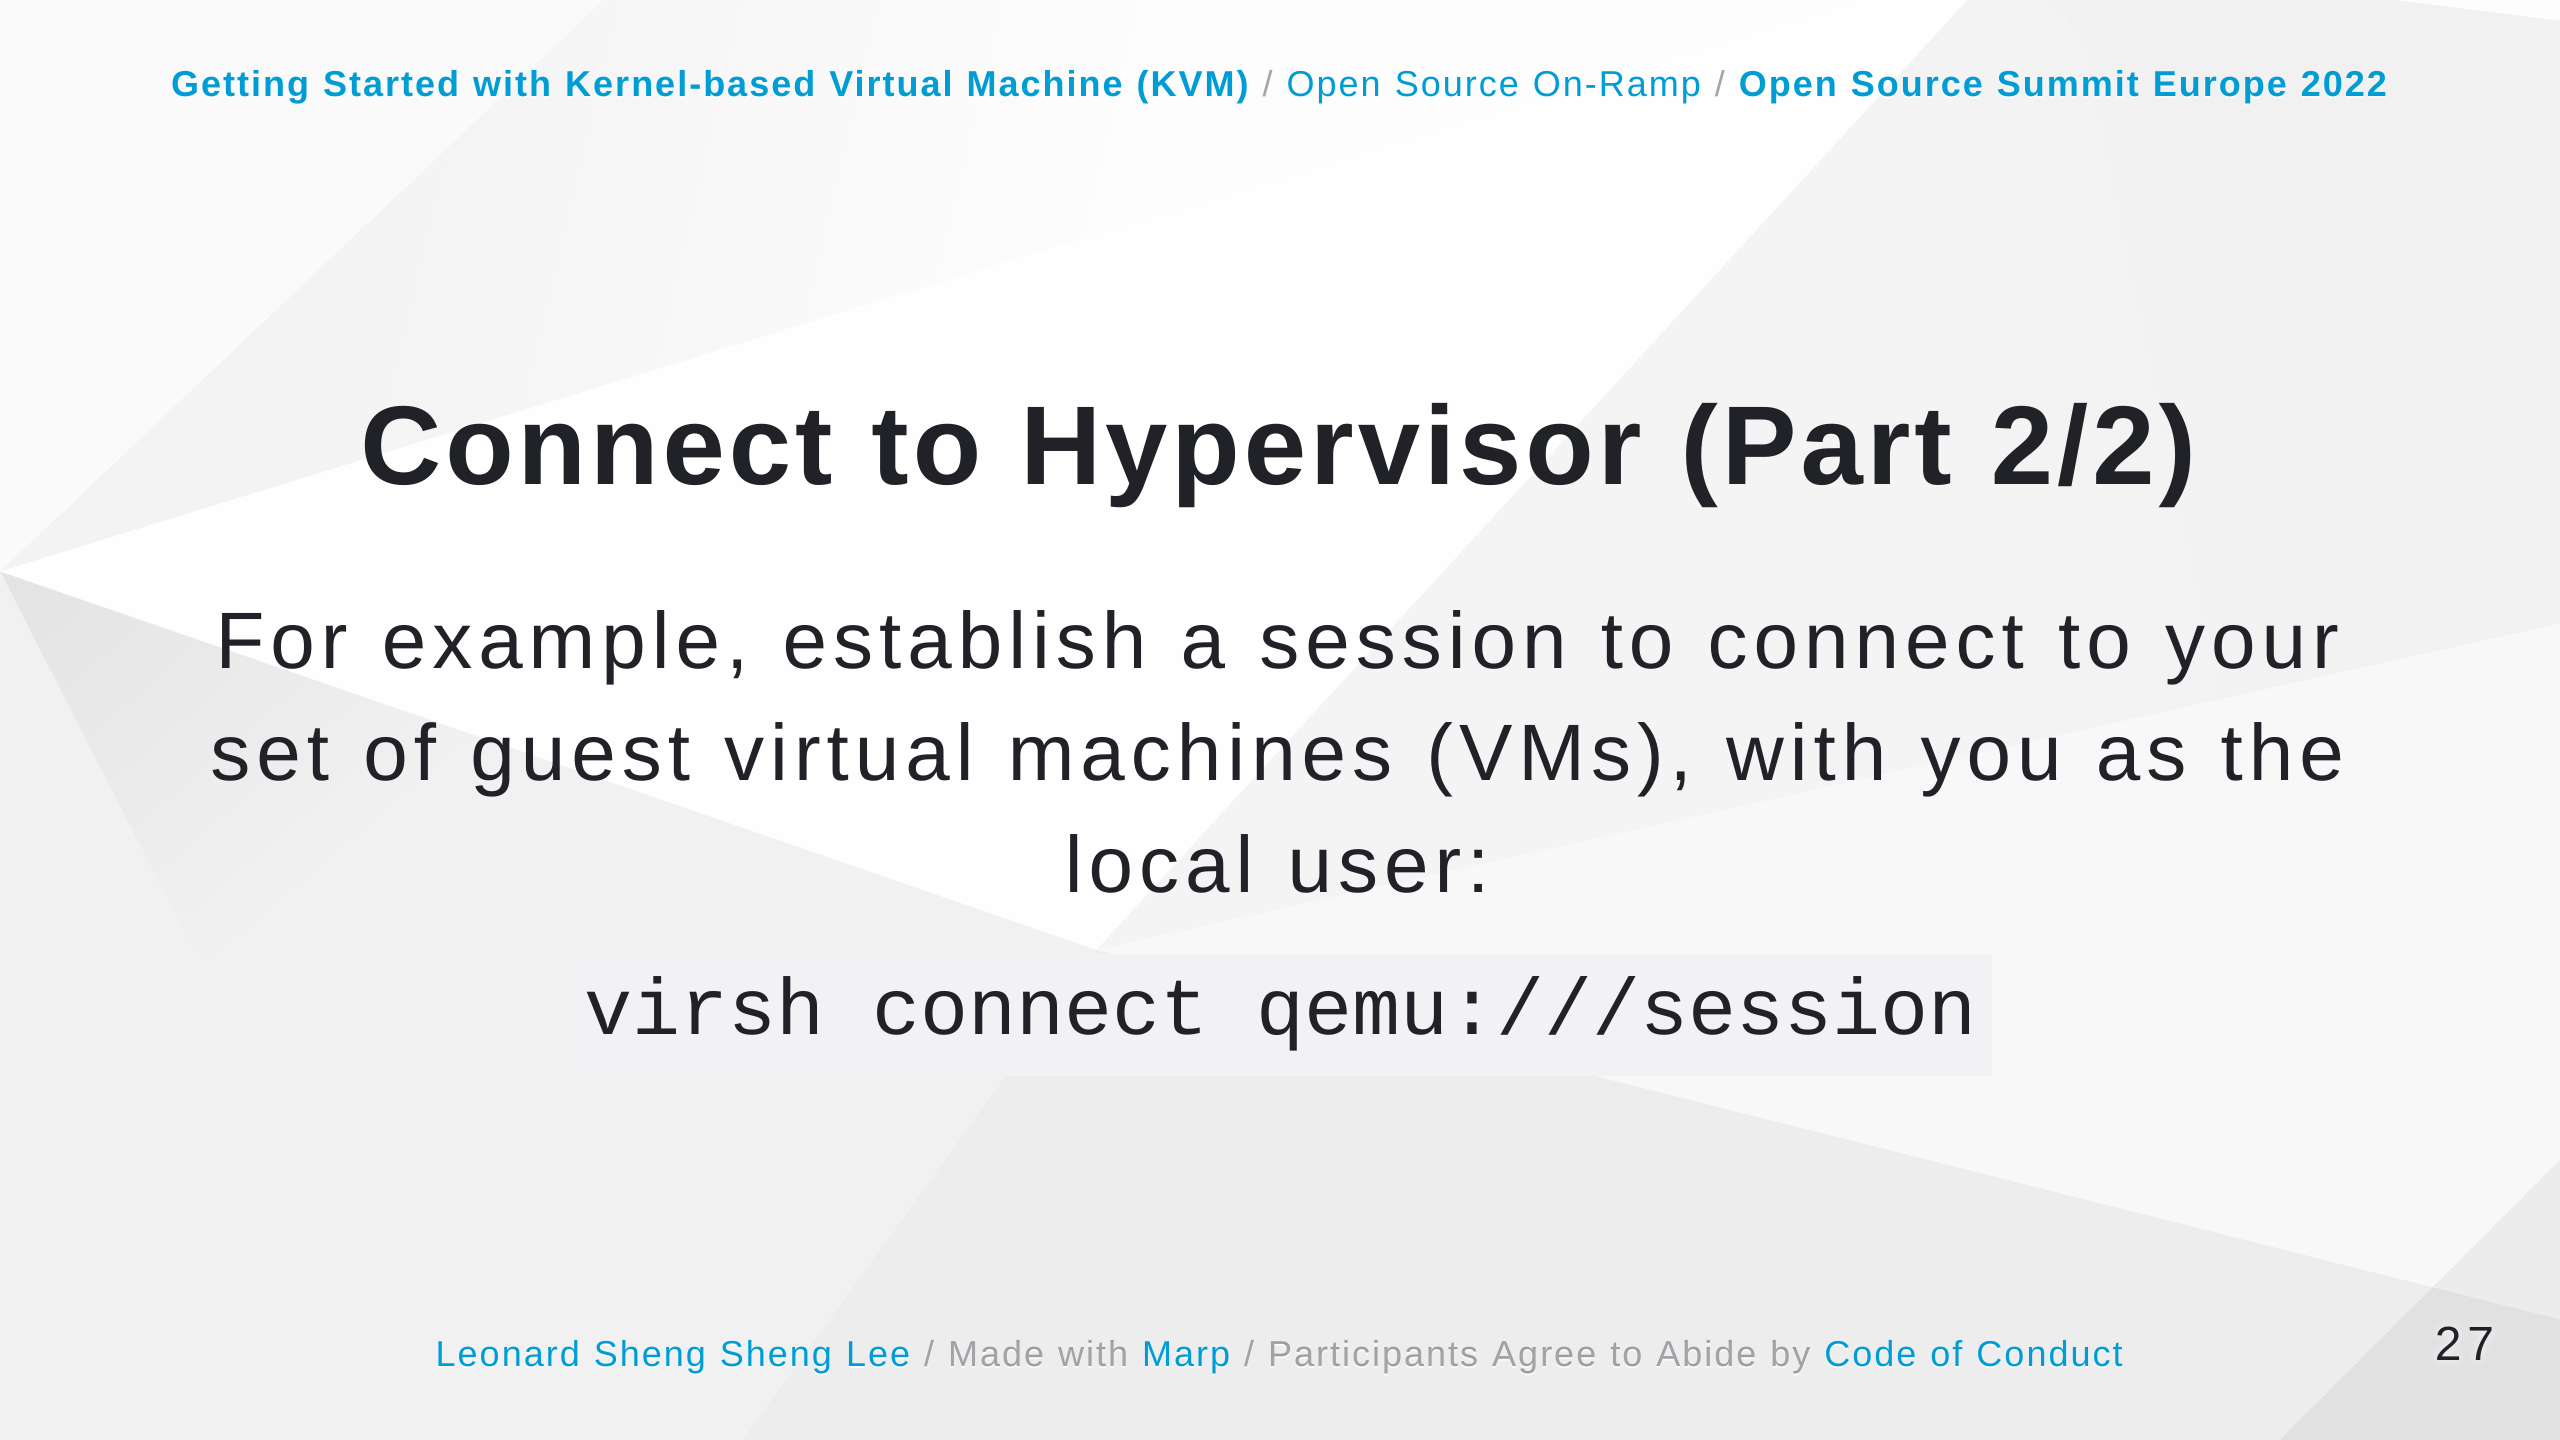 Getting Started with Kernel-based Virtual Machine (KVM) / Open Source On-Ramp / Open Source Summit Europe 2022
Connect to Hypervisor (Part 2/2)
For example, establish a session to connect to your
set of guest virtual machines (VMs), with you as the
local user:
virsh connect qemu:///session
Leonard Sheng Sheng Lee / Made with Marp / Participants Agree to Abide by Code of Conduct
27